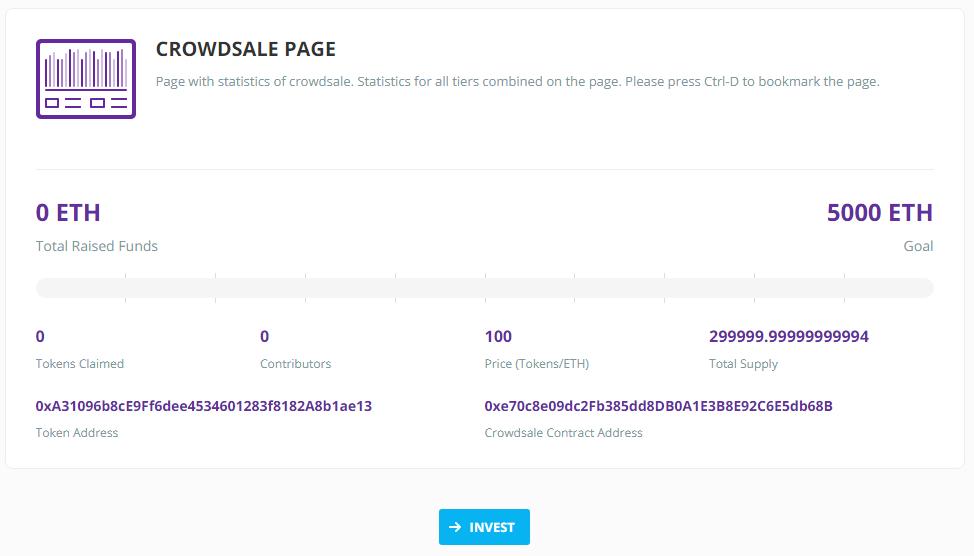 CROWDSALE PAGE
Page with statistics of crowdsale. Statistics for all tiers combined on the page. Please press Ctrl-D to bookmark the page.
0 ETH
5000 ETH
Total Raised Funds
Goal
0
0
100
299999.99999999994
Tokens Claimed
Contributors
Price (Tokens/ETH)
Total Supply
0xA31096b8cE9Ff6dee4534601283f8182A8b1ae13
0xe70c8e09dc2Fb385dd8DB0A1E3B8E92C6E5db68B
Token Address
Crowdsale Contract Address
INVEST